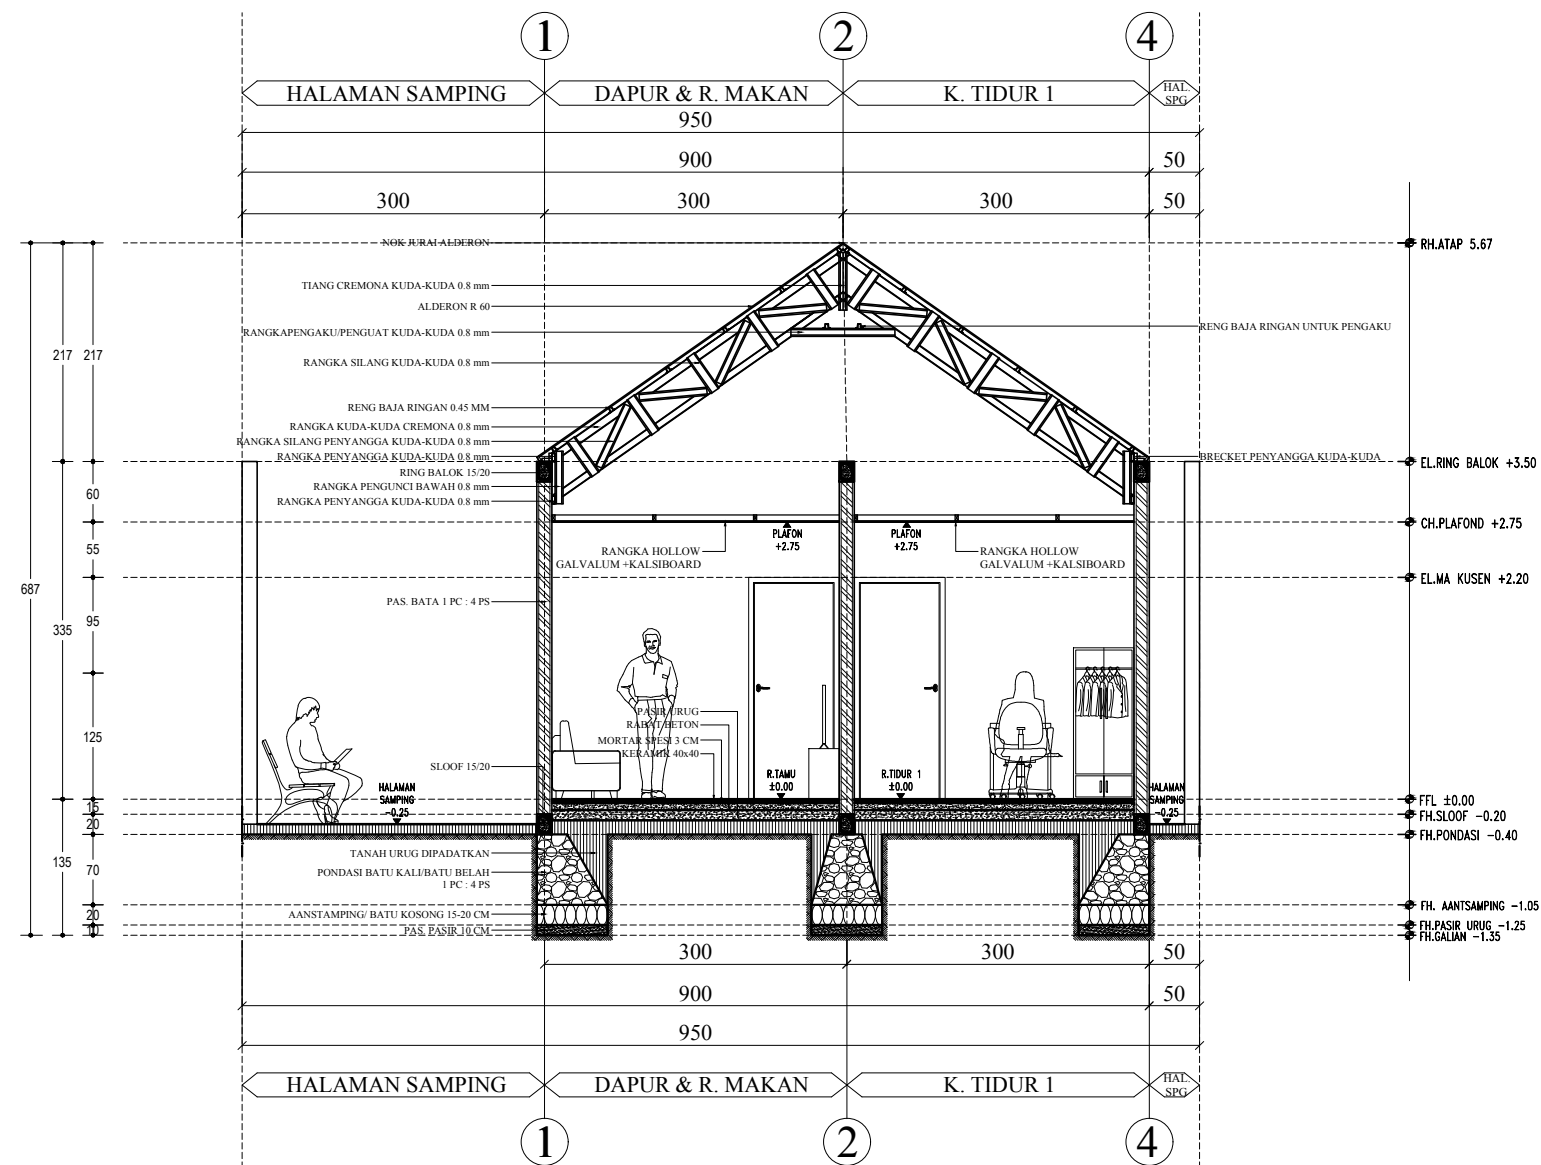 1
2
4
HALAMAN SAMPING
DAPUR & R. MAKAN
K. TIDUR 1
HAL.
SPG
950
900
50
300
300
300
50
NOK JURAI ALDERON
RH.ATAP 5.67
TIANG CREMONA KUDA-KUDA 0.8 mm
ALDERON R 60
RANGKAPENGAKU/PENGUAT KUDA-KUDA 0.8 mm
RENG BAJA RINGAN UNTUK PENGAKU
217
217
RANGKA SILANG KUDA-KUDA 0.8 mm
RENG BAJA RINGAN 0.45 MM
RANGKA KUDA-KUDA CREMONA 0.8 mm
RANGKA SILANG PENYANGGA KUDA-KUDA 0.8 mm
RANGKA PENYANGGA KUDA-KUDA 0.8 mm
BRECKET PENYANGGA KUDA-KUDA
EL.RING BALOK +3.50
RING BALOK 15/20
RANGKA PENGUNCI BAWAH 0.8 mm
60
RANGKA PENYANGGA KUDA-KUDA 0.8 mm
CH.PLAFOND +2.75
PLAFON
+2.75
PLAFON
+2.75
55
RANGKA HOLLOW
GALVALUM +KALSIBOARD
RANGKA HOLLOW
GALVALUM +KALSIBOARD
EL.MA KUSEN +2.20
687
PAS. BATA 1 PC : 4 PS
95
335
PASIR URUG
RABAT BETON
MORTAR SPESI 3 CM
KERAMIK 40x40
125
SLOOF 15/20
R.TAMU
±0.00
R.TIDUR 1
±0.00
HALAMAN
SAMPING
-0.25
HALAMAN
SAMPING
-0.25
FFL ±0.00
15
FH.SLOOF -0.20
20
FH.PONDASI -0.40
TANAH URUG DIPADATKAN
135
70
PONDASI BATU KALI/BATU BELAH
1 PC : 4 PS
FH. AANTSAMPING -1.05
AANSTAMPING/ BATU KOSONG 15-20 CM
20
FH.PASIR URUG -1.25
PAS. PASIR 10 CM
10
FH.GALIAN -1.35
300
300
50
900
50
950
HALAMAN SAMPING
DAPUR & R. MAKAN
K. TIDUR 1
HAL.
SPG
1
2
4